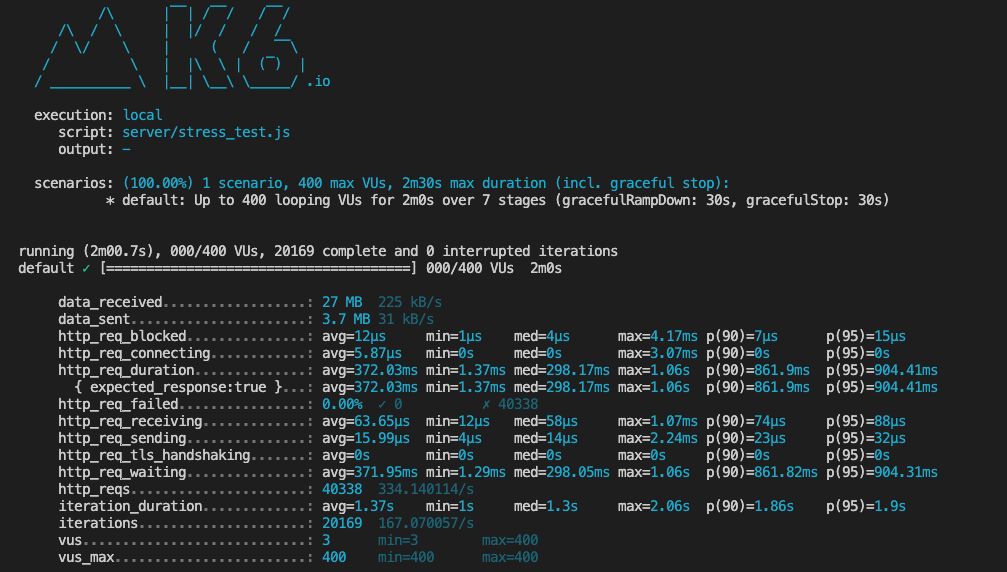 K6
.io
execution: local
script: server/stress_test.js
output: -
scenarios: (100.00%) 1 scenario, 400 max VUs, 2m30s max duration (incl. graceful stop):
* default: Up to 400 looping VUs for 2m0s over 7 stages (gracefulRampDown: 30s, gracefulStop: 30s)
running (2m00.7s), 000/400 VUs, 20169 complete and 0 interrupted iterations
default ✓ [======================================] 000/400 VUs  2m0s
data_received..................: 27 MB  225 kB/s
data_sent......................: 3.7 MB 31 kB/s
http_req_blocked...............: avg=12µs     min=1µs    med=4µs      max=4.17ms p(90)=7µs      p(95)=15µs
http_req_connecting............: avg=5.87µs   min=0s     med=0s       max=3.07ms p(90)=0s       p(95)=0s
http_req_duration..............: avg=372.03ms min=1.37ms med=298.17ms max=1.06s  p(90)=861.9ms  p(95)=904.41ms
{ expected_response:true }...: avg=372.03ms min=1.37ms med=298.17ms max=1.06s  p(90)=861.9ms  p(95)=904.41ms
http_req_failed................: 0.00%  ✓ 0          ✗ 40338
http_req_receiving.............: avg=63.65µs  min=12µs   med=58µs     max=1.07ms p(90)=74µs     p(95)=88µs
http_req_sending...............: avg=15.99µs  min=4µs    med=14µs     max=2.24ms p(90)=23µs     p(95)=32µs
http_req_tls_handshaking.......: avg=0s       min=0s     med=0s       max=0s     p(90)=0s       p(95)=0s
http_req_waiting...............: avg=371.95ms min=1.29ms med=298.05ms max=1.06s  p(90)=861.82ms p(95)=904.31ms
http_reqs......................: 40338  334.140114/s
iteration_duration.............: avg=1.37s    min=1s     med=1.3s     max=2.06s  p(90)=1.86s    p(95)=1.9s
iterations.....................: 20169  167.070057/s
vus............................: 3      min=3        max=400
vus_max........................: 400    min=400      max=400